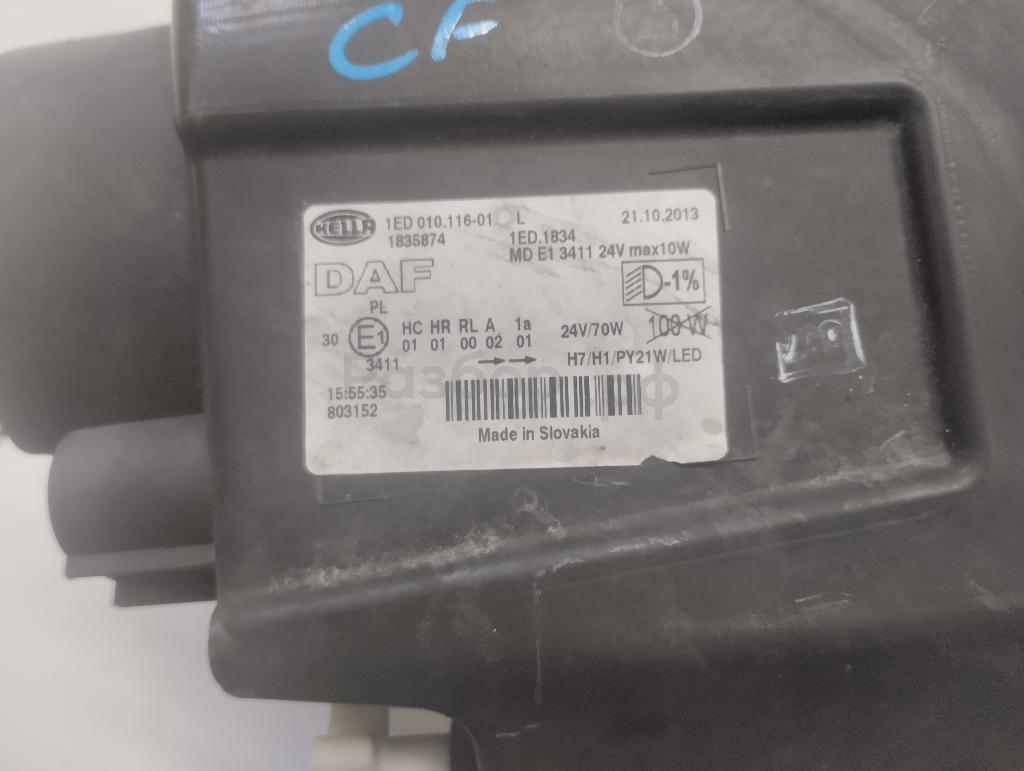 CF
HELLA 1ED 010.116-01 L 21.10.2013
1835874 1ED.1834
MD E1 3411 24V max10W
DAF
D-1%
PL
30 E1 HC HR RL A 1a 24V/70W 100 W
01 01 00 02 01
3411 H7/H1/PY21W/LED
15:55:35
803152
Made in Slovakia